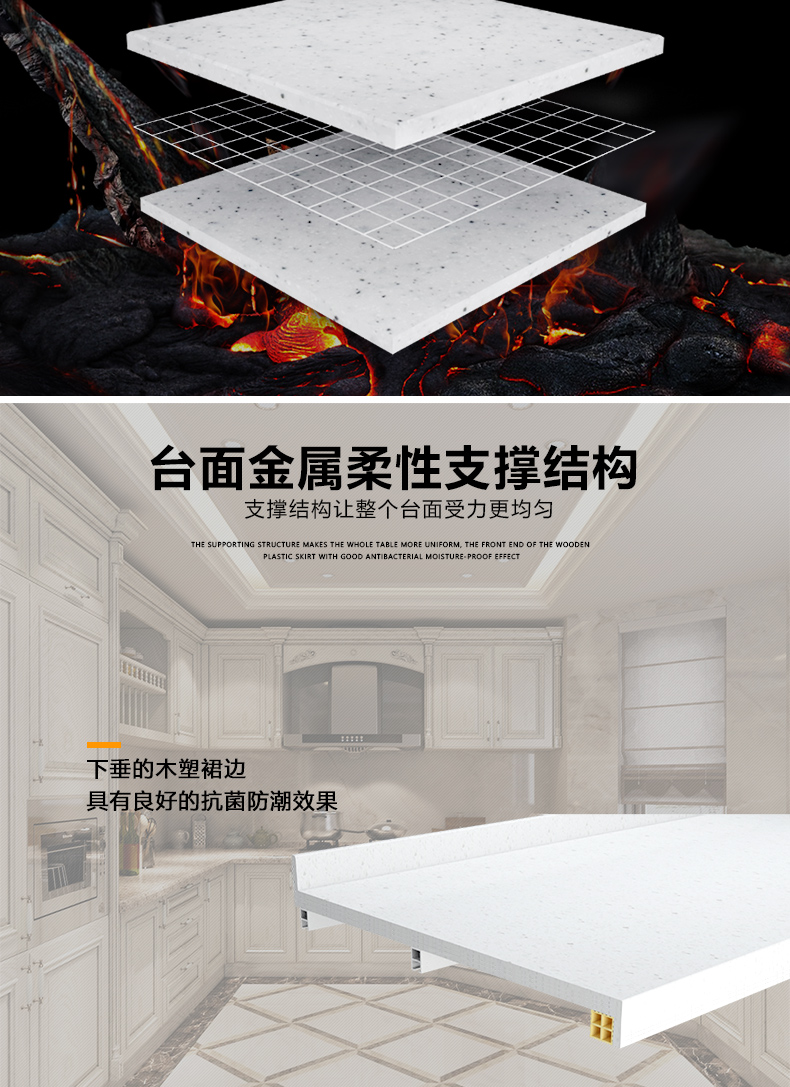 台面金属柔性支撑结构
支撑结构让整个台面受力更均匀
THE SUPPORTING STRUCTURE MAKES THE WHOLE TABLE MORE UNIFORM, THE FRONT END OF THE WOODEN
PLASTIC SKIRT WITH GOOD ANTIBACTERIAL MOISTURE-PROOF EFFECT
下垂的木塑裙边
具有良好的抗菌防潮效果